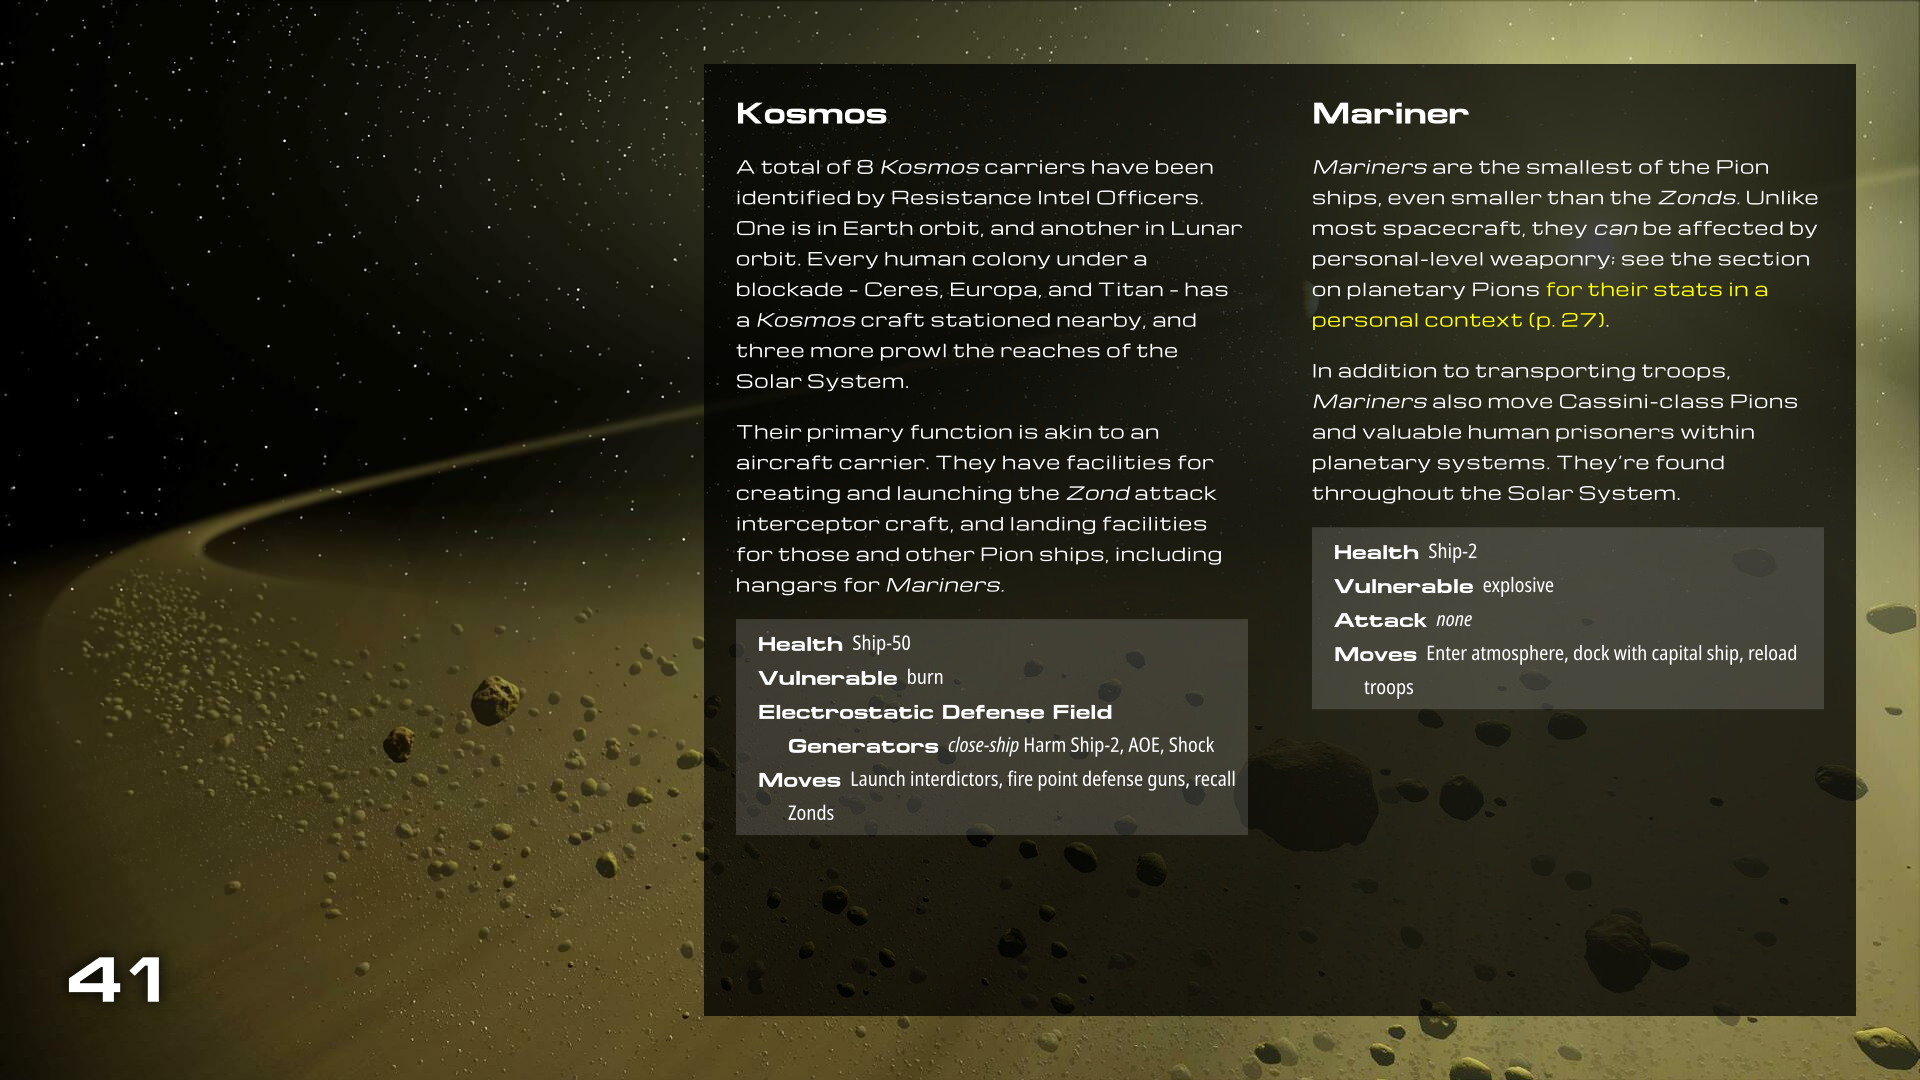 Kosmos
A total of 8 Kosmos carriers have been
identified by Resistance Intel Officers.
One is in Earth orbit, and another in Lunar
orbit. Every human colony under a
blockade - Ceres, Europa, and Titan - has
a Kosmos craft stationed nearby, and
three more prowl the reaches of the
Solar System.
Their primary function is akin to an
aircraft carrier. They have facilities for
creating and launching the Zond attack
interceptor craft, and landing facilities
for those and other Pion ships, including
hangars for Mariners.
Health Ship-50
Vulnerable burn
Electrostatic Defense Field
Generators close-ship Harm Ship-2, AOE, Shock
Moves Launch interdictors, fire point defense guns, recall
Zonds
Mariner
Mariners are the smallest of the Pion
ships, even smaller than the Zonds. Unlike
most spacecraft, they can be affected by
personal-level weaponry; see the section
on planetary Pions for their stats in a
personal context (p. 27).
In addition to transporting troops,
Mariners also move Cassini-class Pions
and valuable human prisoners within
planetary systems. They're found
throughout the Solar System.
Health Ship-2
Vulnerable explosive
Attack none
Moves Enter atmosphere, dock with capital ship, reload
troops
41